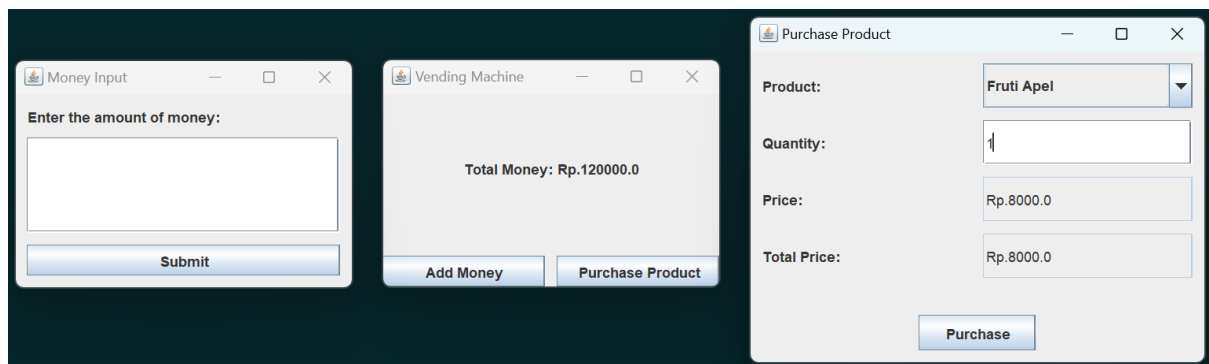 Money Input
Enter the amount of money:
Submit
Vending Machine
Total Money: Rp.120000.0
Add Money
Purchase Product
Purchase Product
Product:
Fruti Apel
Quantity:
1
Price:
Rp.8000.0
Total Price:
Rp.8000.0
Purchase